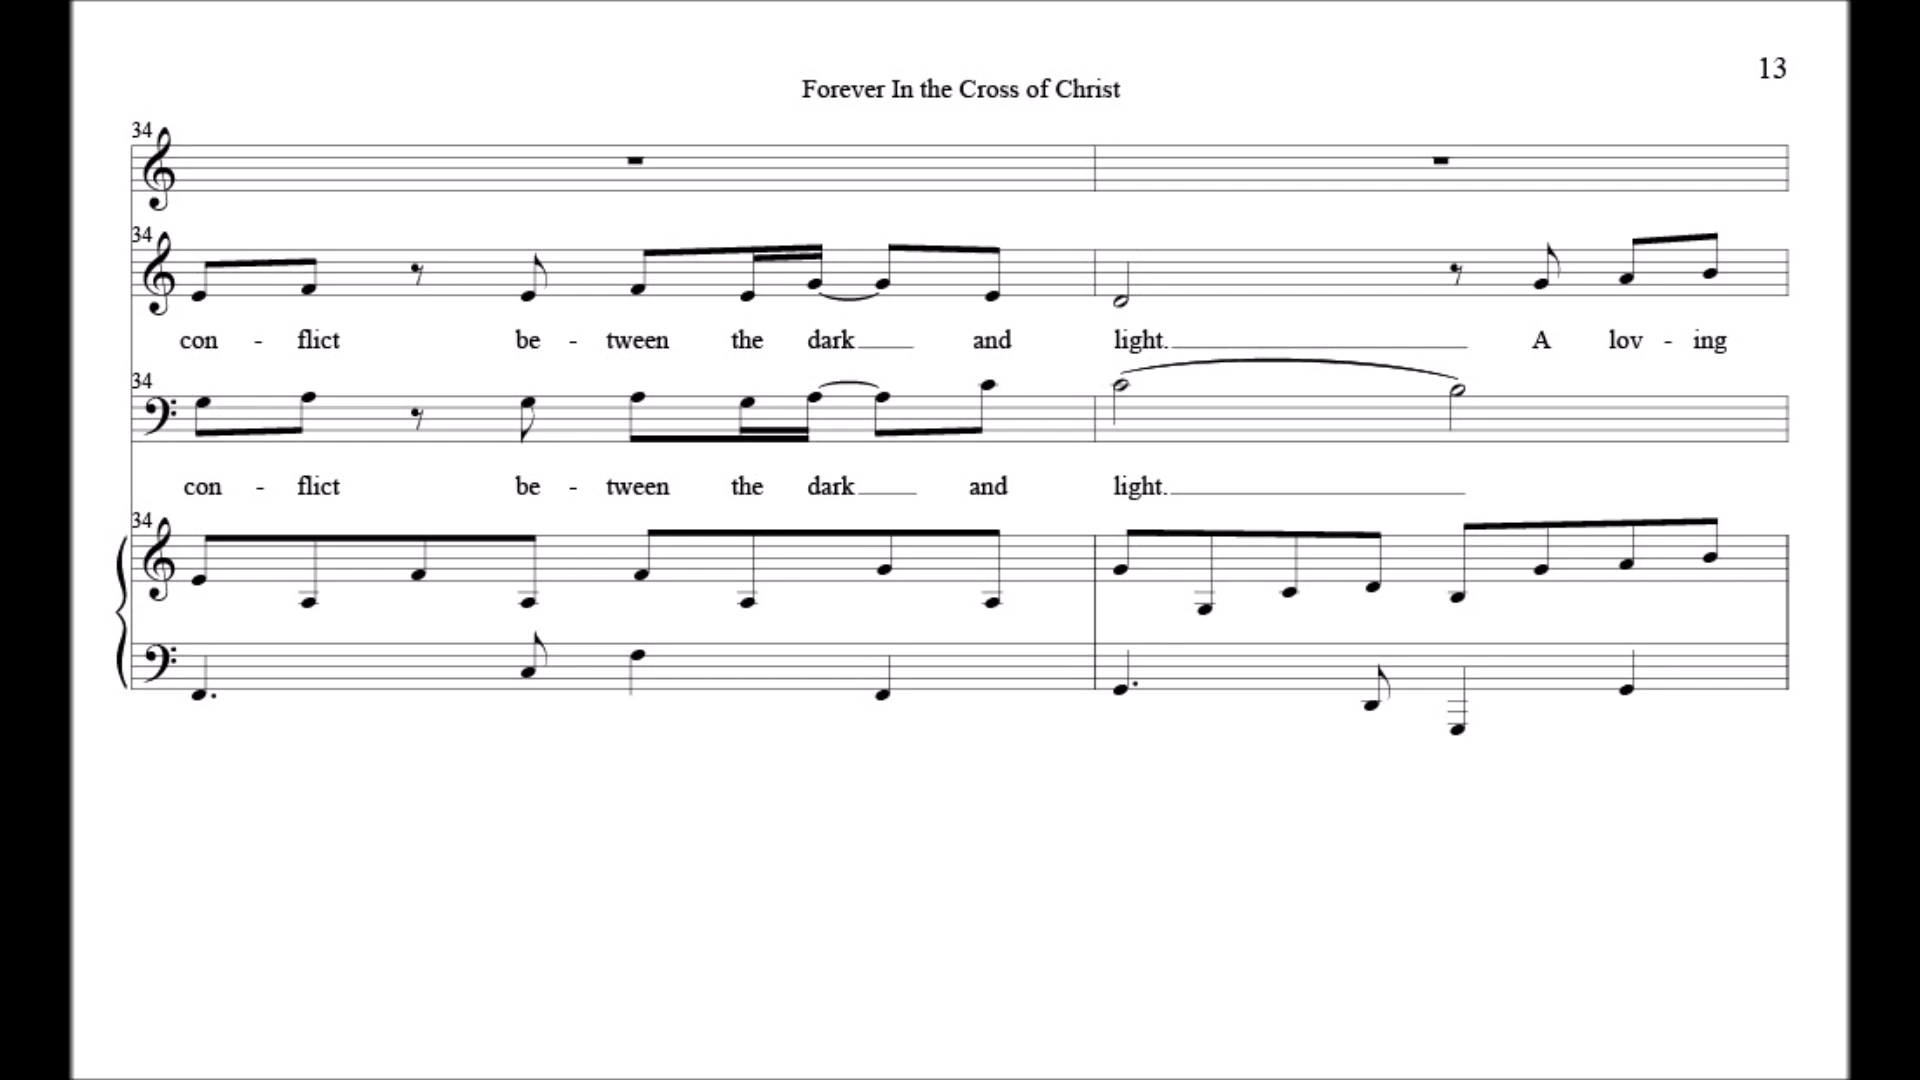 13
Forever In the Cross of Christ
34
34
con - flict be - tween the dark and light. A lov - ing
34
con - flict be - tween the dark and light.
34